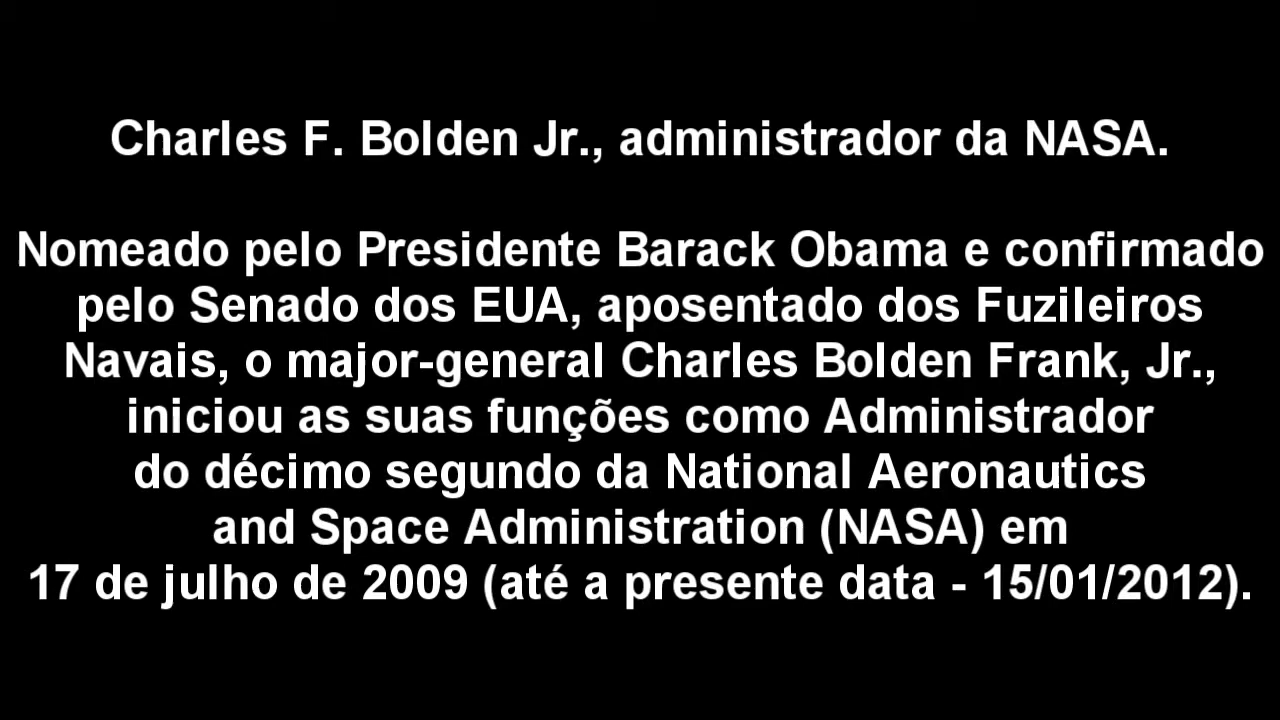 Charles F. Bolden Jr., administrador da NASA.
Nomeado pelo Presidente Barack Obama e confirmado
pelo Senado dos EUA, aposentado dos Fuzileiros
Navais, o major-general Charles Bolden Frank, Jr.,
iniciou as suas funções como Administrador
do décimo segundo da National Aeronautics
and Space Administration (NASA) em
17 de julho de 2009 (até a presente data - 15/01/2012).